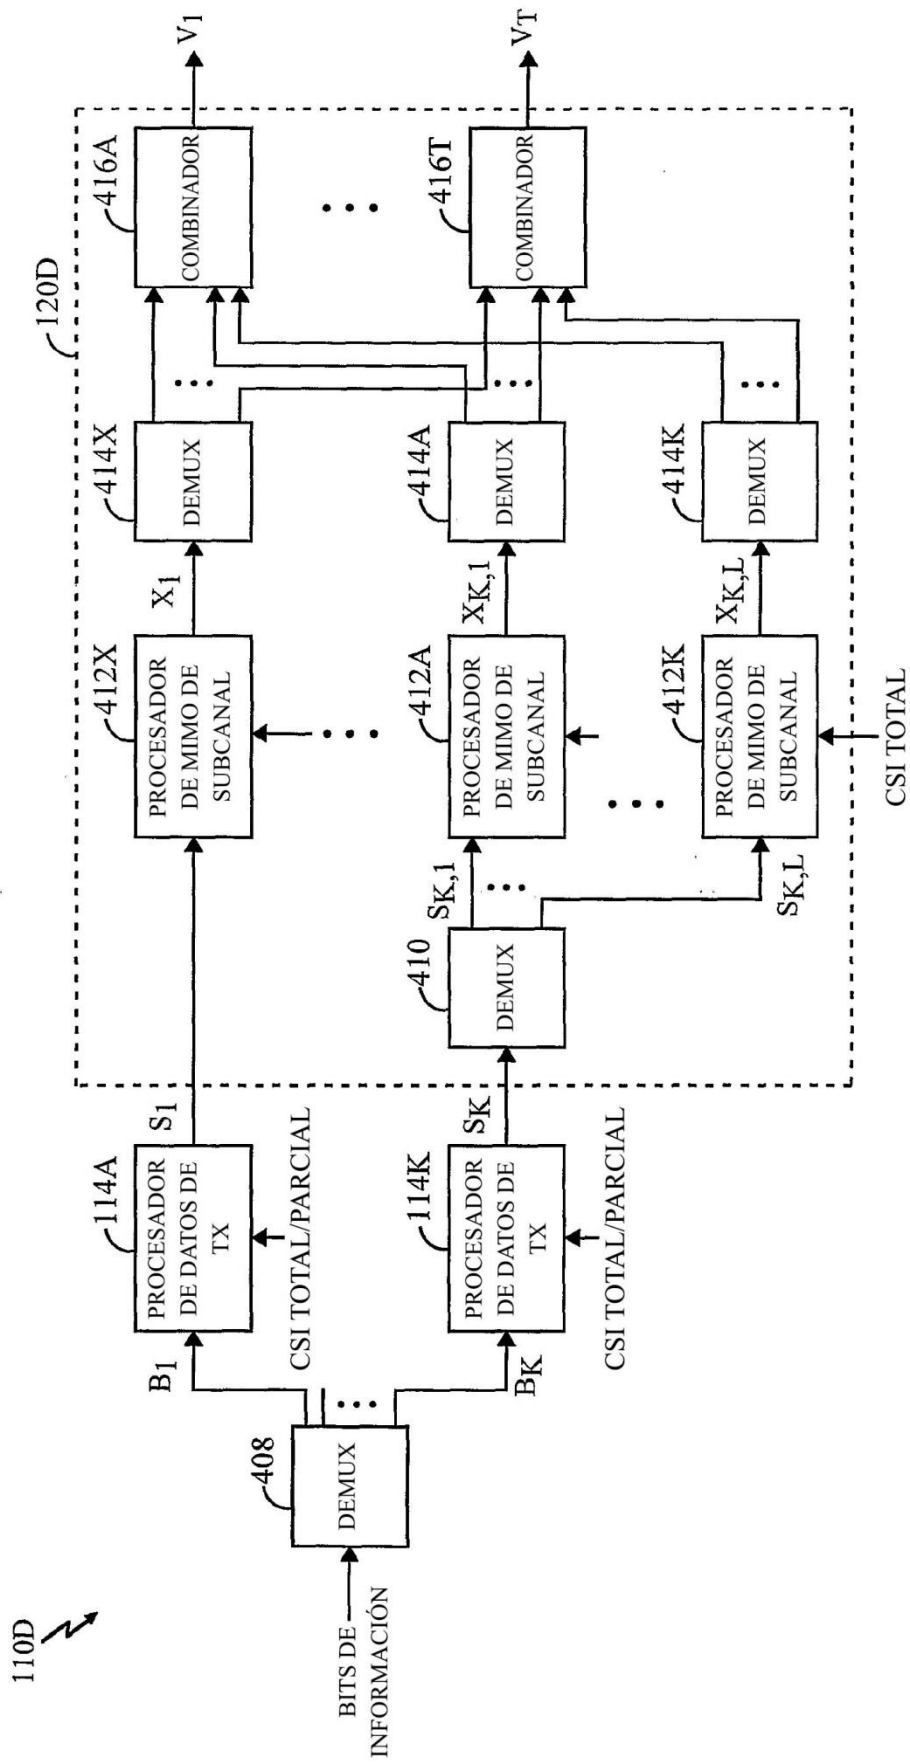 110D
BITS DE
INFORMACIÓN
408
DEMUX
B1
BK
114A
PROCESADOR
DE DATOS DE
TX
CSI TOTAL/PARCIAL
114K
PROCESADOR
DE DATOS DE
TX
CSI TOTAL/PARCIAL
S1
SK
120D
410
DEMUX
SK,1
SK,L
412X
PROCESADOR
DE MIMO DE
SUBCANAL
412A
PROCESADOR
DE MIMO DE
SUBCANAL
412K
PROCESADOR
DE MIMO DE
SUBCANAL
CSI TOTAL
X1
XK,1
XK,L
414X
DEMUX
414A
DEMUX
414K
DEMUX
416A
COMBINADOR
416T
COMBINADOR
V1
VT